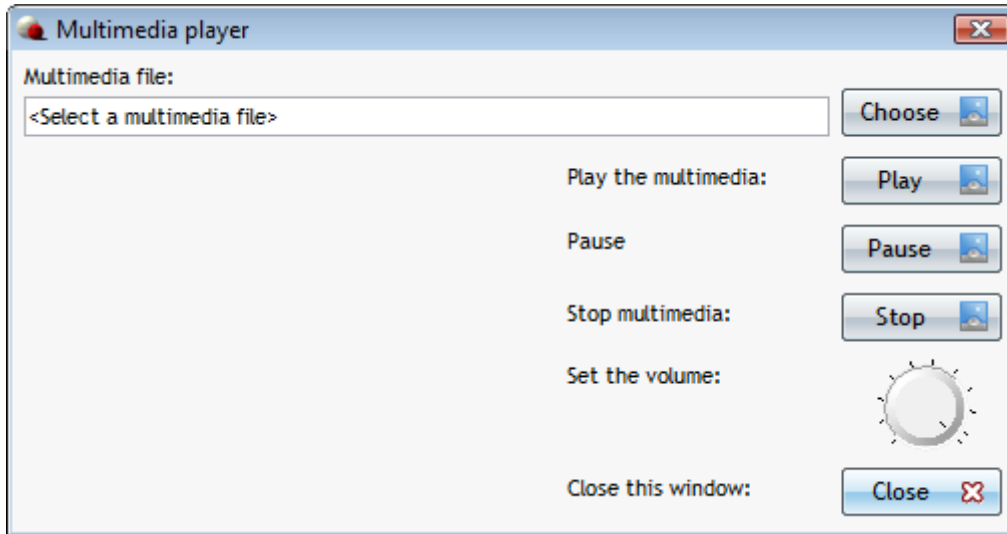 Multimedia player
Multimedia file:
<Select a multimedia file>
Choose
Play the multimedia:
Play
Pause
Pause
Stop multimedia:
Stop
Set the volume:
Close this window:
Close